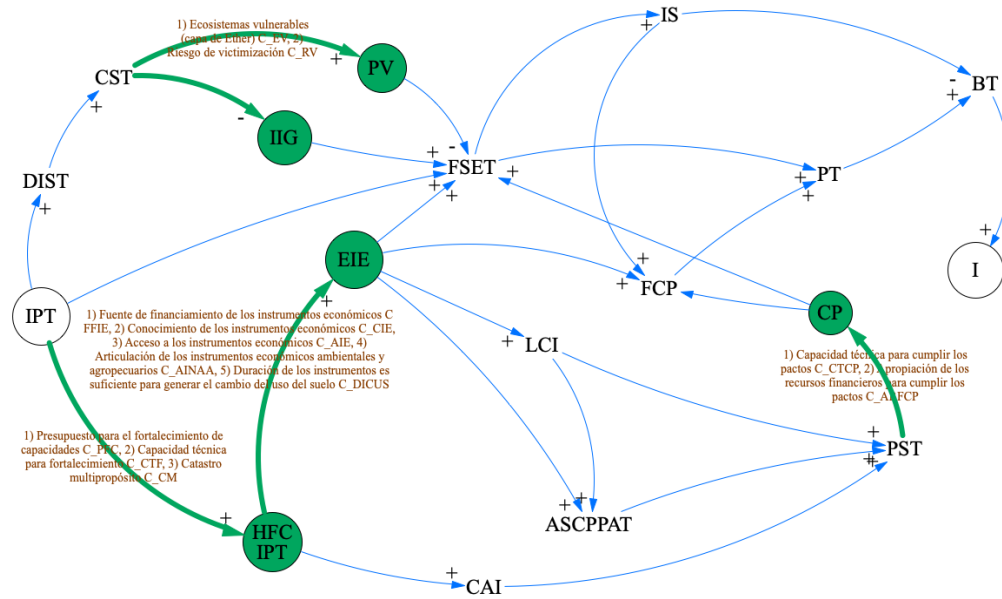 IS
1) Ecosistemas vulnerables
(capa de Ether) C_EV, 2)
Riesgo de victimización C_RV
+
CST
+
PV
+
-
IIG
-
BT
-
+
DIST
+
+
-
FSET
+
+
+
+
PT
+
+
EIE
+
IPT
FCP
+
+
I
+
CP
1) Fuente de financiamiento de los instrumentos económicos C
FFIE, 2) Conocimiento de los instrumentos económicos C_CIE,
3) Acceso a los instrumentos económicos C_AIE, 4)
Articulación de los instrumentos económicos ambientales y
agropecuarios C_AINAA, 5) Duración de los instrumentos es
suficiente para generar el cambio del uso del suelo C_DICUS
LCI
+
1) Capacidad técnica para cumplir los
pactos C_CTCP, 2) Apropiación de los
recursos financieros para cumplir los
pactos
1) Presupuesto para el fortalecimiento de
capacidades C_PFC, 2) Capacidad técnica
para fortalecimiento C_CTF, 3) Catastro
multipropósito C_CM
+
PST
+
+
+
HFC
IPT
+
+
ASCPPAT
+
CAI